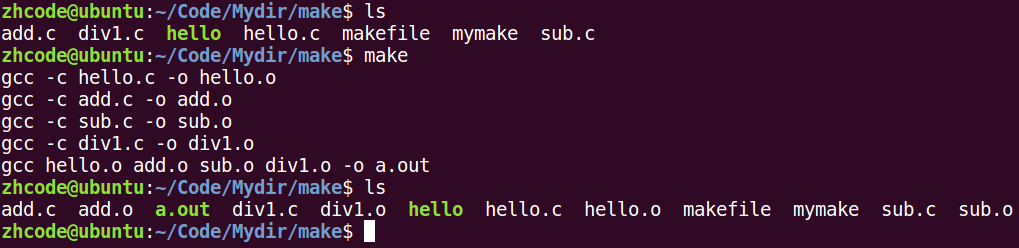 zhcode@ubuntu:~/Code/Mydir/make$ ls
add.c  div1.c  hello  hello.c  makefile  mymake  sub.c
zhcode@ubuntu:~/Code/Mydir/make$ make
gcc -c hello.c -o hello.o
gcc -c add.c -o add.o
gcc -c sub.c -o sub.o
gcc -c div1.c -o div1.o
gcc hello.o add.o sub.o div1.o -o a.out
zhcode@ubuntu:~/Code/Mydir/make$ ls
add.c  add.o  a.out  div1.c  div1.o  hello  hello.c  hello.o  makefile  mymake  sub.c  sub.o
zhcode@ubuntu:~/Code/Mydir/make$